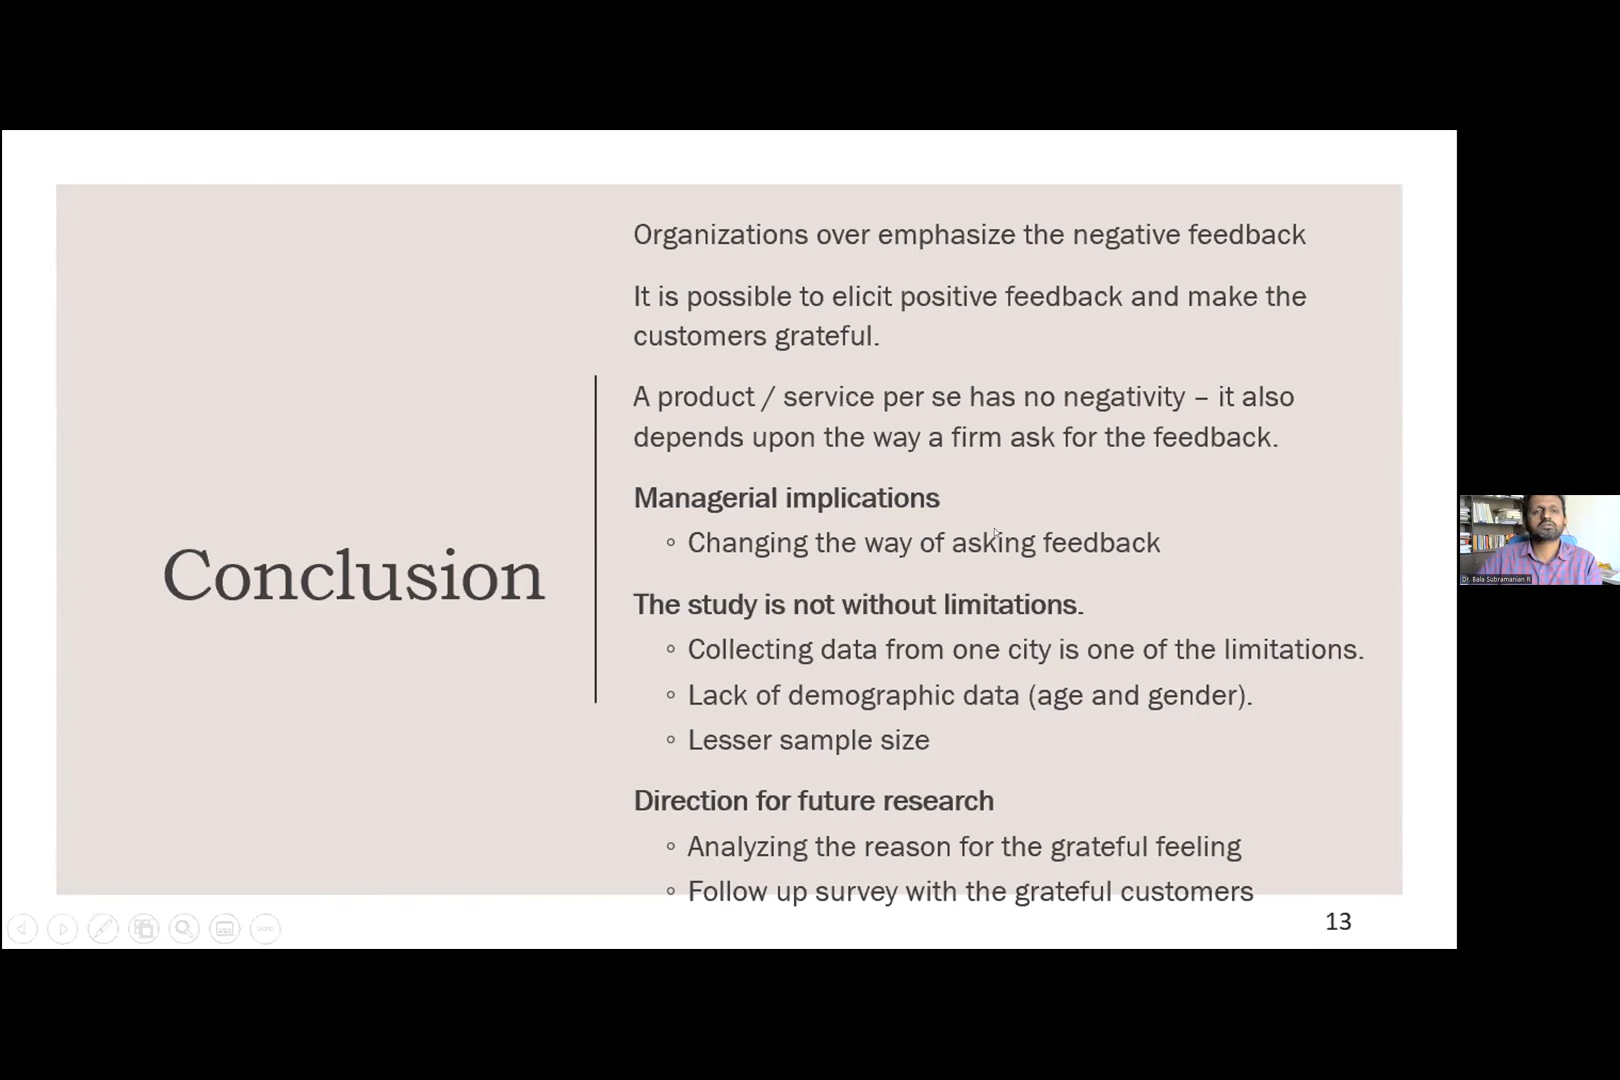 Conclusion
Organizations over emphasize the negative feedback
It is possible to elicit positive feedback and make the
customers grateful.
A product / service per se has no negativity – it also
depends upon the way a firm ask for the feedback.
Managerial implications
◦ Changing the way of asking feedback
The study is not without limitations.
◦ Collecting data from one city is one of the limitations.
◦ Lack of demographic data (age and gender).
◦ Lesser sample size
Direction for future research
◦ Analyzing the reason for the grateful feeling
◦ Follow up survey with the grateful customers
13
Dr. Bala Subramanian R